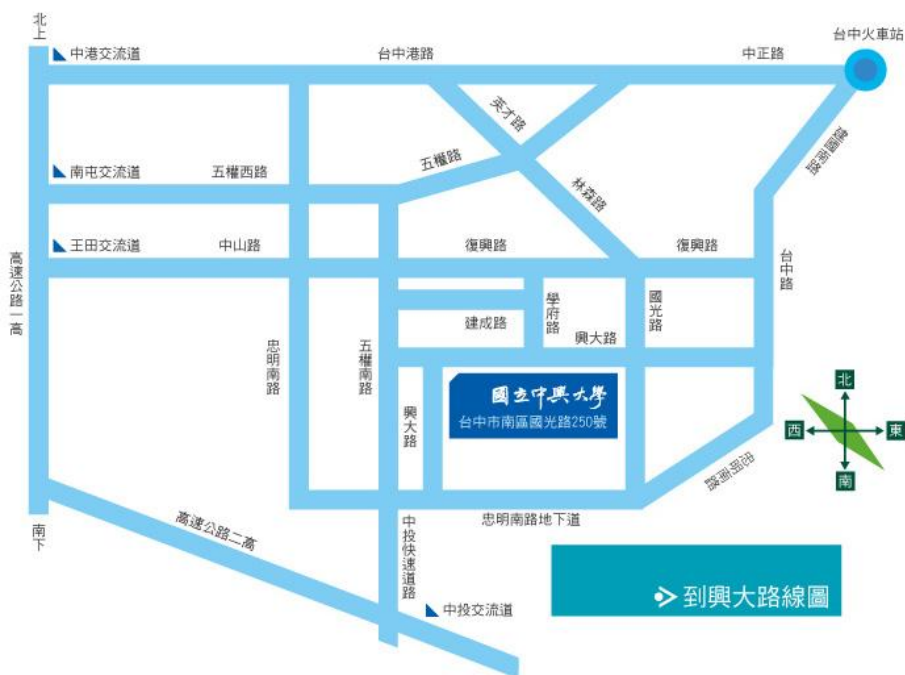 北上
台中火車站
中港交流道
台中港路
中正路
英才路
建國南路
五權路
南屯交流道
五權西路
林森路
王田交流道
中山路
復興路
復興路
台中路
高速公路一高
學府路
國光路
建成路
興大路
忠明南路
五權南路
國立中興大學
台中市南區國光路250號
興大路
北
西
東
南
忠明南路
忠明南路地下道
南下
高速公路二高
中投快速道路
中投交流道
到興大路線圖